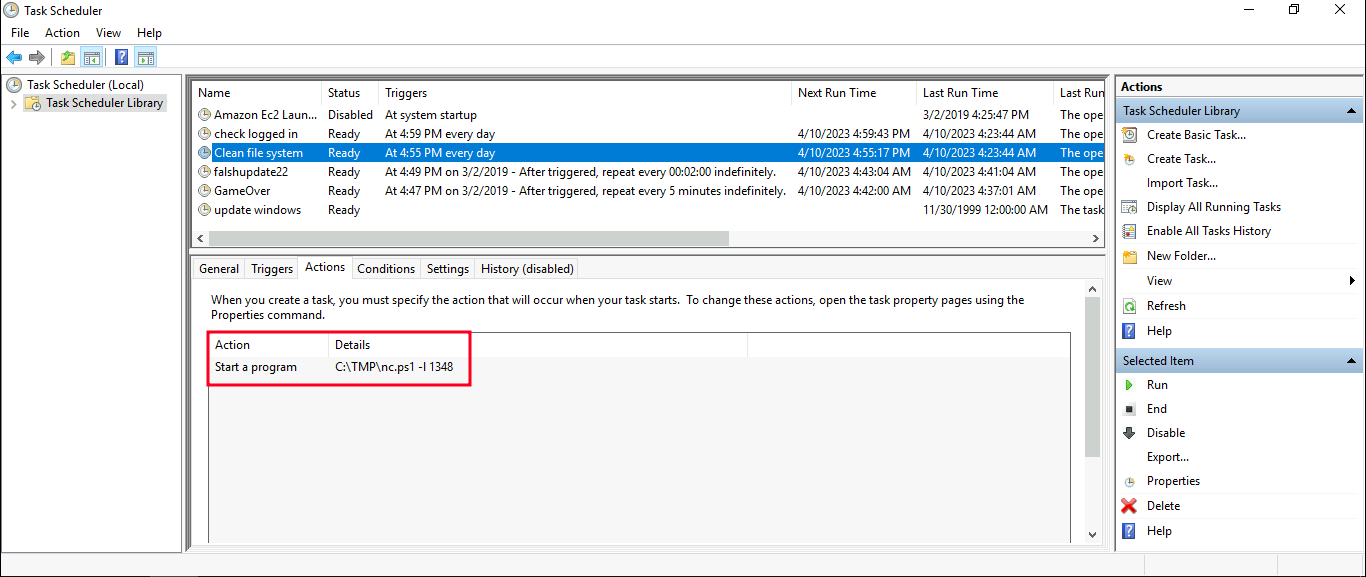 Task Scheduler
File Action View Help
Task Scheduler (Local)
Task Scheduler Library
Name Status Triggers Next Run Time Last Run Time Last Run
Amazon Ec2 Laun... Disabled At system startup 3/2/2019 4:25:47 PM The ope
check logged in Ready At 4:59 PM every day 4/10/2023 4:59:43 PM 4/10/2023 4:23:44 AM The ope
Clean file system Ready At 4:55 PM every day 4/10/2023 4:55:17 PM 4/10/2023 4:23:44 AM The ope
falshupdate22 Ready At 4:49 PM on 3/2/2019 - After triggered, repeat every 00:02:00 indefinitely. 4/10/2023 4:43:04 AM 4/10/2023 4:41:04 AM The ope
GameOver Ready At 4:47 PM on 3/2/2019 - After triggered, repeat every 5 minutes indefinitely. 4/10/2023 4:42:00 AM 4/10/2023 4:37:01 AM The ope
update windows Ready 11/30/1999 12:00:00 AM The task
General Triggers Actions Conditions Settings History (disabled)
When you create a task, you must specify the action that will occur when your task starts. To change these actions, open the task property pages using the
Properties command.
Action Details
Start a program C:\TMP\nc.ps1 -l 1348
Actions
Task Scheduler Library
Create Basic Task...
Create Task...
Import Task...
Display All Running Tasks
Enable All Tasks History
New Folder...
View
Refresh
Help
Selected Item
Run
End
Disable
Export...
Properties
Delete
Help